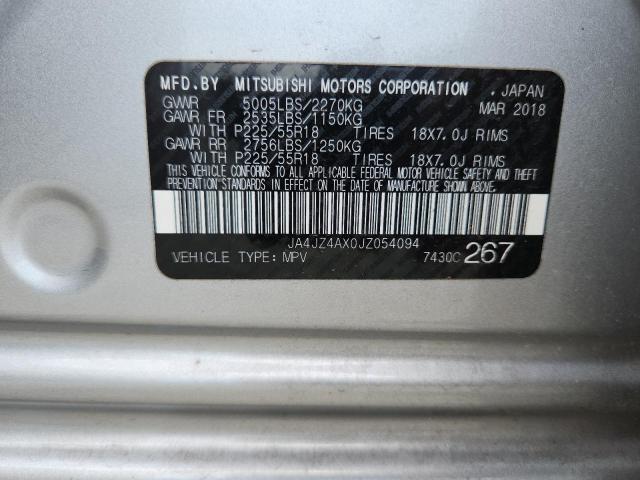 MFD.BY MITSUBISHI MOTORS CORPORATION . JAPAN
GVWR 5005LBS/2270KG MAR 2018
GAWR FR 2535LBS/1150KG
WITH P225/55R18 TIRES 18X7.0J RIMS
GAWR RR 2756LBS/1250KG
WITH P225/55R18 TIRES 18X7.0J RIMS
THIS VEHICLE CONFORMS TO ALL APPLICABLE FEDERAL MOTOR VEHICLE SAFETY AND THEFT
PREVENTION STANDARDS IN EFFECT ON THE DATE OF MANUFACTURE SHOWN ABOVE.
JA4JZ4AX0JZ054094
VEHICLE TYPE: MPV 7430C 267